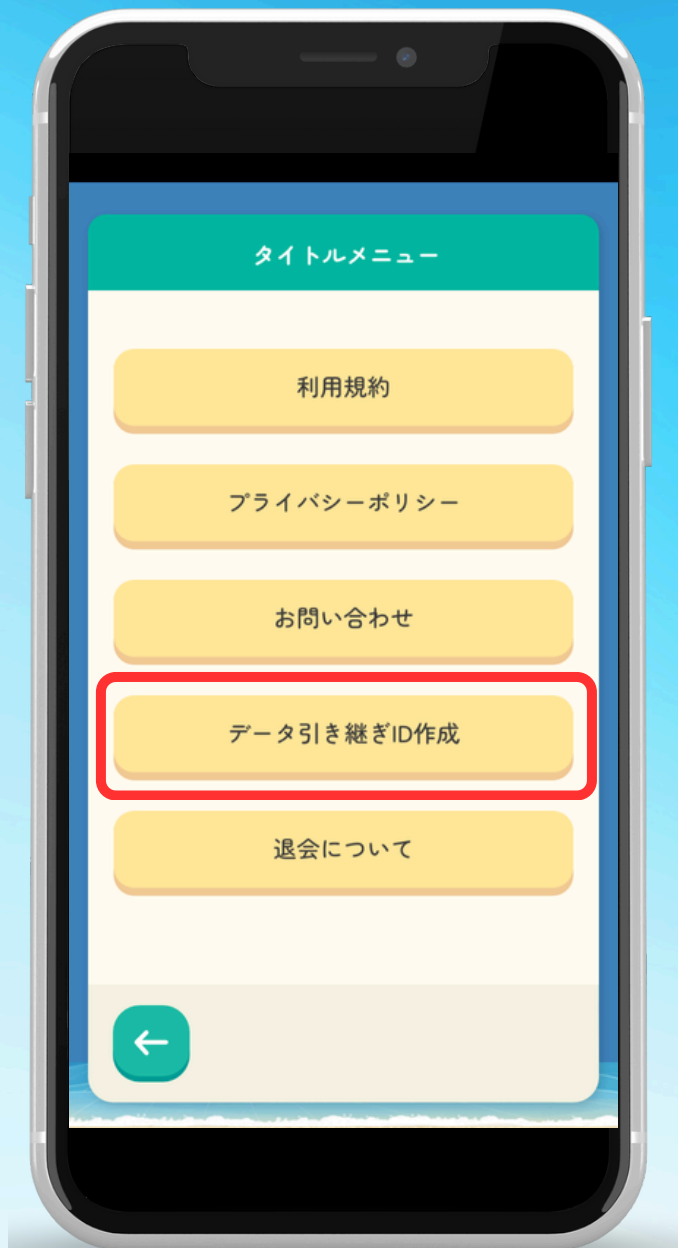 タイトルメニュー
利用規約
プライバシーポリシー
お問い合わせ
データ引き継ぎID作成
退会について